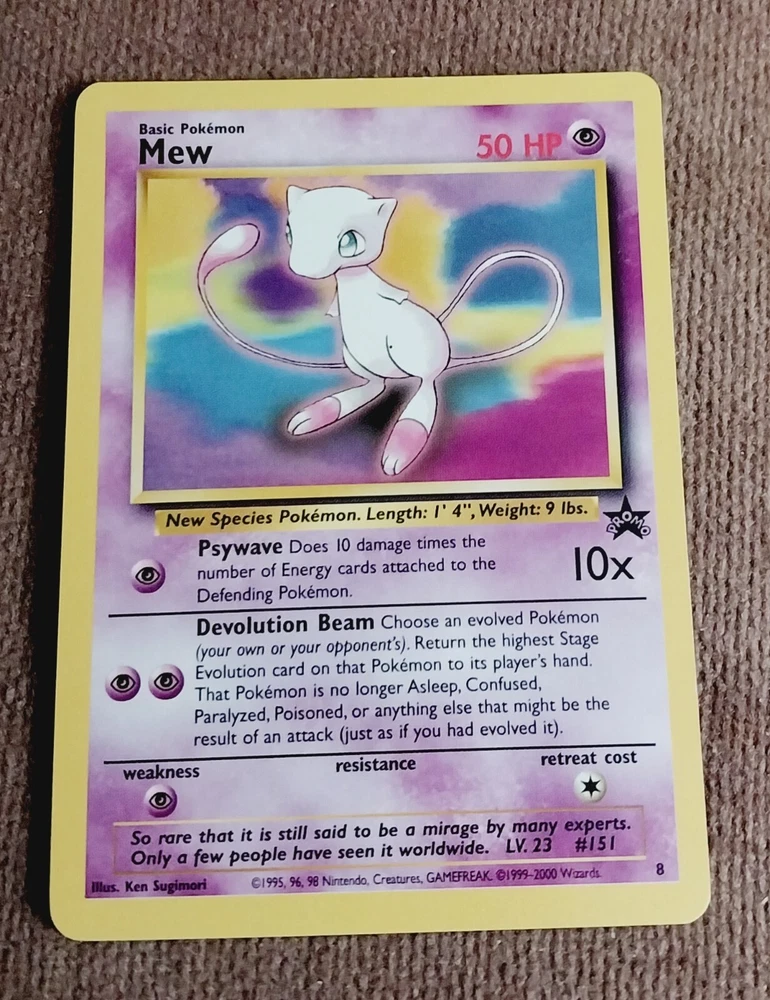 Basic Pokémon
Mew
50 HP
New Species Pokémon. Length: 1' 4", Weight: 9 lbs.
PROMO
Psywave Does 10 damage times the
number of Energy cards attached to the
Defending Pokémon.
10x
Devolution Beam Choose an evolved Pokémon
(your own or your opponent's). Return the highest Stage
Evolution card on that Pokémon to its player's hand.
That Pokémon is no longer Asleep, Confused,
Paralyzed, Poisoned, or anything else that might be the
result of an attack (just as if you had evolved it).
weakness
resistance
retreat cost
So rare that it is still said to be a mirage by many experts.
Only a few people have seen it worldwide. LV. 23 #151
Illus. Ken Sugimori
©1995, 96, 98 Nintendo, Creatures, GAMEFREAK. ©1999-2000 Wizards.
8